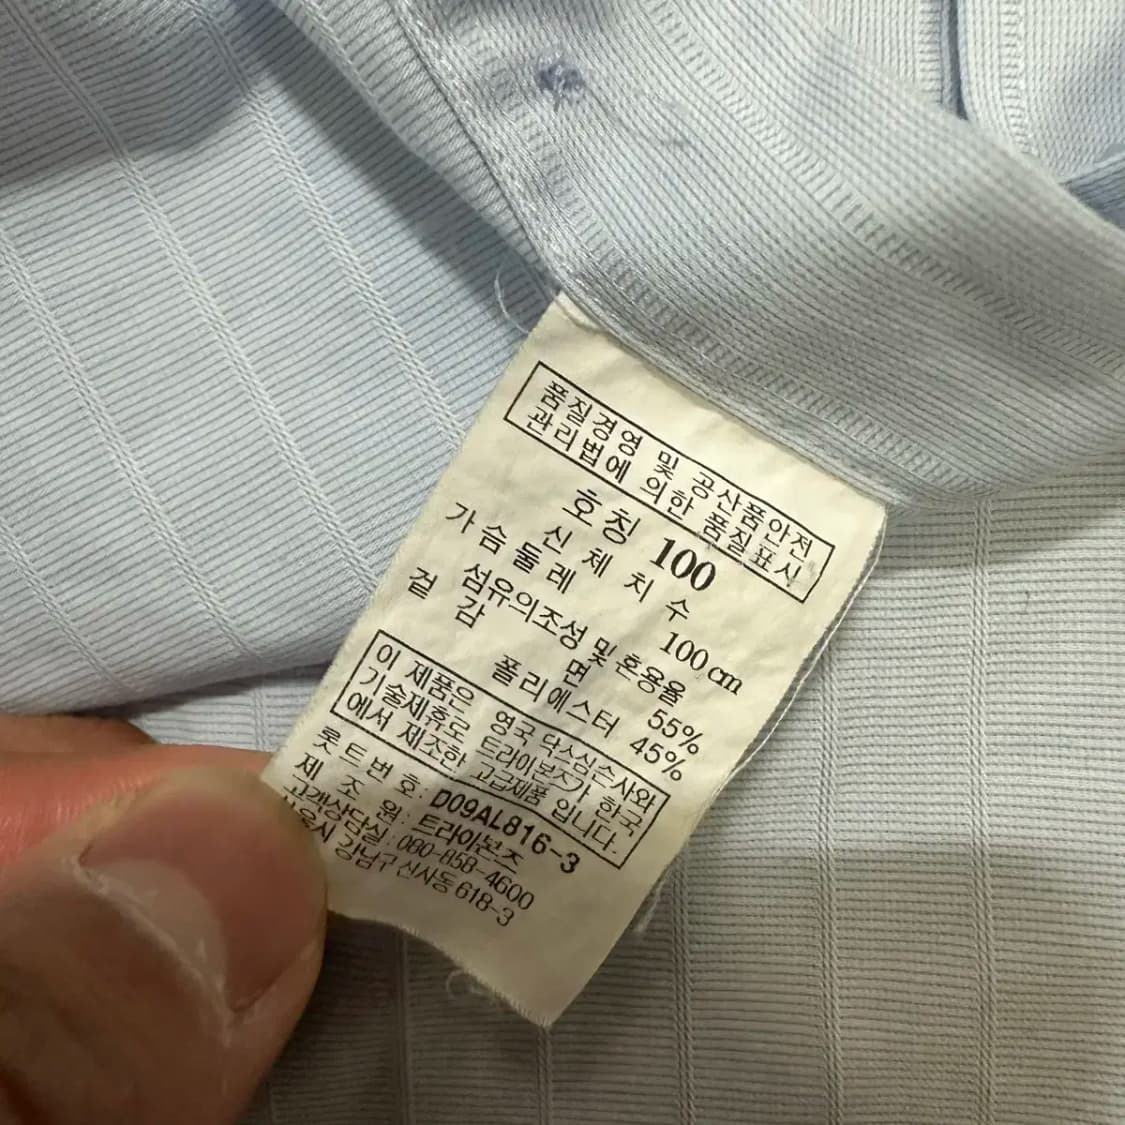 품질경영 및 공산품안전
관리법에 의한 품질표시
호칭 100
신체치수
가슴둘레 100cm
섬유의조성 및 혼용율
겉감 면 55%
폴리에스터 45%
이 제품은 영국 닥스심슨사와
기술제휴로 트라이본즈가 한국
에서 제조한 고급제품 입니다.
롯트번호: D09AL816-3
제조원: 트라이본즈
고객상담실: 080-858-4600
서울시 강남구 신사동 618-3